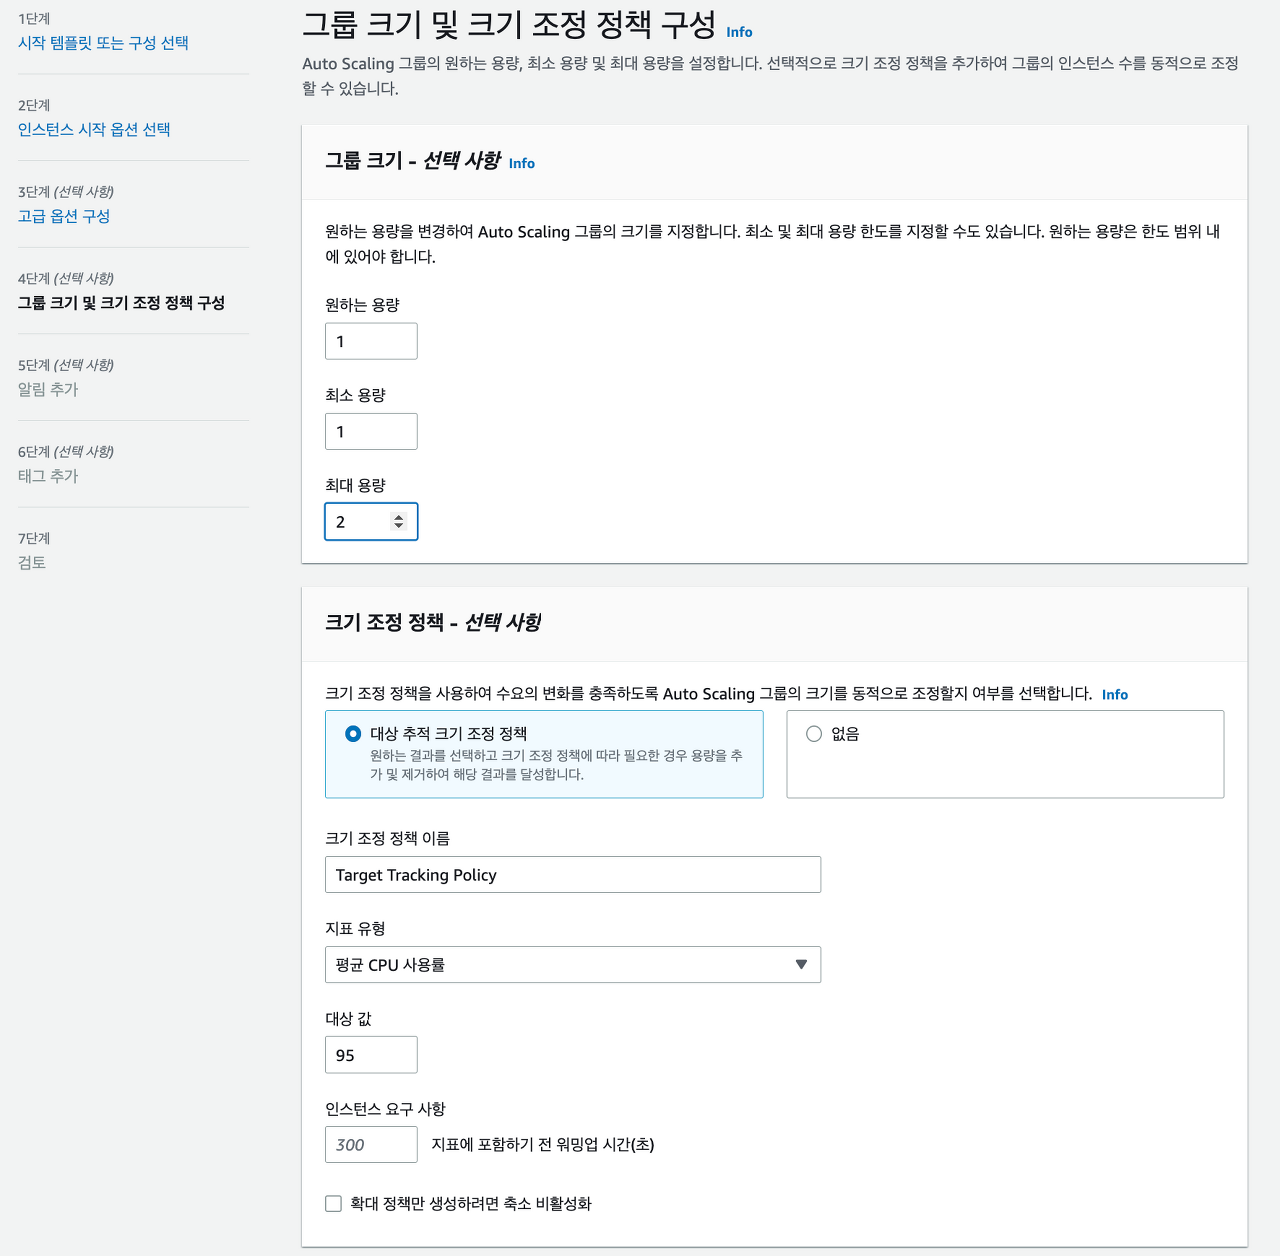 1단계
시작 템플릿 또는 구성 선택
2단계
인스턴스 시작 옵션 선택
3단계 (선택 사항)
고급 옵션 구성
4단계 (선택 사항)
그룹 크기 및 크기 조정 정책 구성
5단계 (선택 사항)
알림 추가
6단계 (선택 사항)
태그 추가
7단계
검토
그룹 크기 및 크기 조정 정책 구성 Info
Auto Scaling 그룹의 원하는 용량, 최소 용량 및 최대 용량을 설정합니다. 선택적으로 크기 조정 정책을 추가하여 그룹의 인스턴스 수를 동적으로 조정
할 수 있습니다.
그룹 크기 - 선택 사항 Info
원하는 용량을 변경하여 Auto Scaling 그룹의 크기를 지정합니다. 최소 및 최대 용량 한도를 지정할 수도 있습니다. 원하는 용량은 한도 범위 내
에 있어야 합니다.
원하는 용량
1
최소 용량
1
최대 용량
2
크기 조정 정책 - 선택 사항
크기 조정 정책을 사용하여 수요의 변화를 충족하도록 Auto Scaling 그룹의 크기를 동적으로 조정할지 여부를 선택합니다. Info
대상 추적 크기 조정 정책
원하는 결과를 선택하고 크기 조정 정책에 따라 필요한 경우 용량을 추
가 및 제거하여 해당 결과를 달성합니다.
없음
크기 조정 정책 이름
Target Tracking Policy
지표 유형
평균 CPU 사용률
대상 값
95
인스턴스 요구 사항
300 지표에 포함하기 전 워밍업 시간(초)
확대 정책만 생성하려면 축소 비활성화